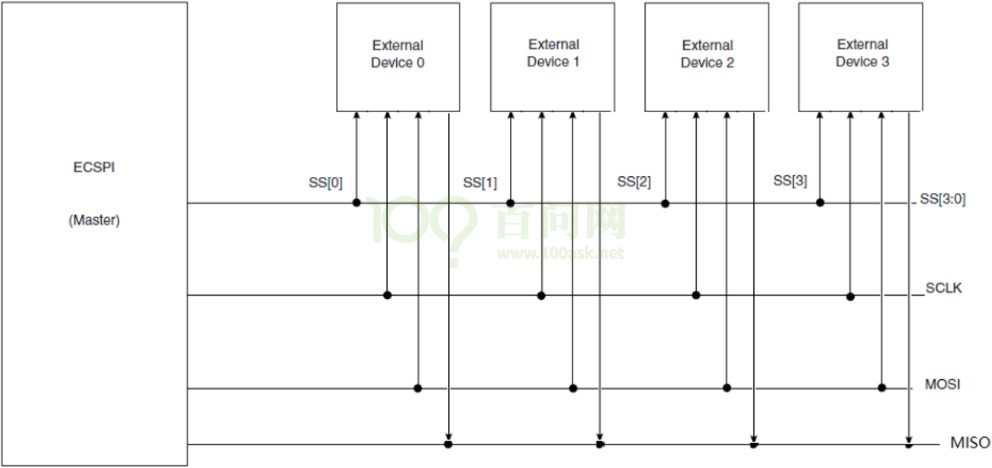 External
Device 0
External
Device 1
External
Device 2
External
Device 3
ECSPI
(Master)
SS[0]
SS[1]
SS[2]
SS[3]
SS[3:0]
100? 百问网
www.100ask.net
SCLK
MOSI
MISO